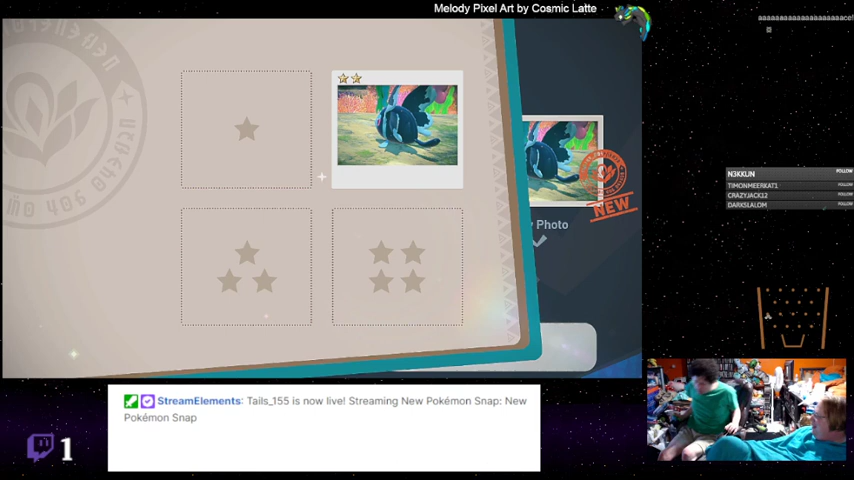 Melody Pixel Art by Cosmic Latte
NEW
Photo
N3KKUN FOLLOW
TIMONMEERKAT1 FOLLOW
CRAZYJACK12 FOLLOW
DARKSLALOM FOLLOW
StreamElements: Tails_155 is now live! Streaming New Pokémon Snap: New
Pokémon Snap
1